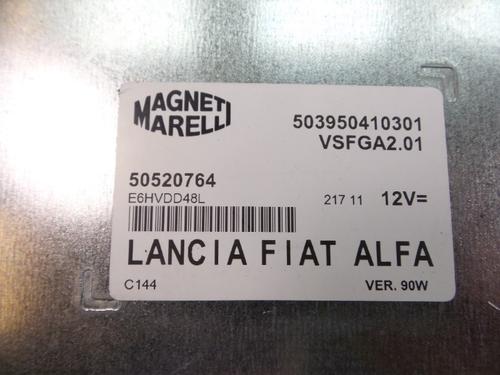 MAGNETI
MARELLI
503950410301
VSFGA2.01
50520764
E6HVDD48L
217 11 12V=
LANCIA FIAT ALFA
C144
VER. 90W